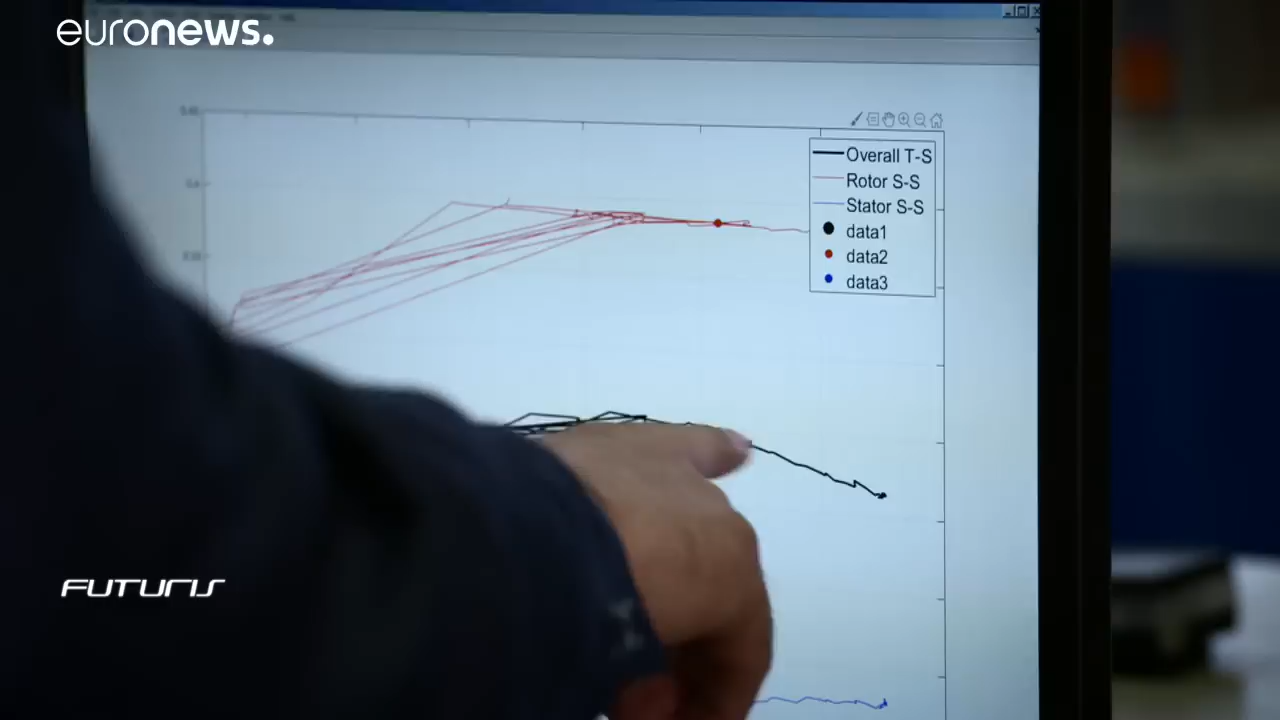 euronews.
Overall T-S
Rotor S-S
Stator S-S
data1
data2
data3
FUTURIS